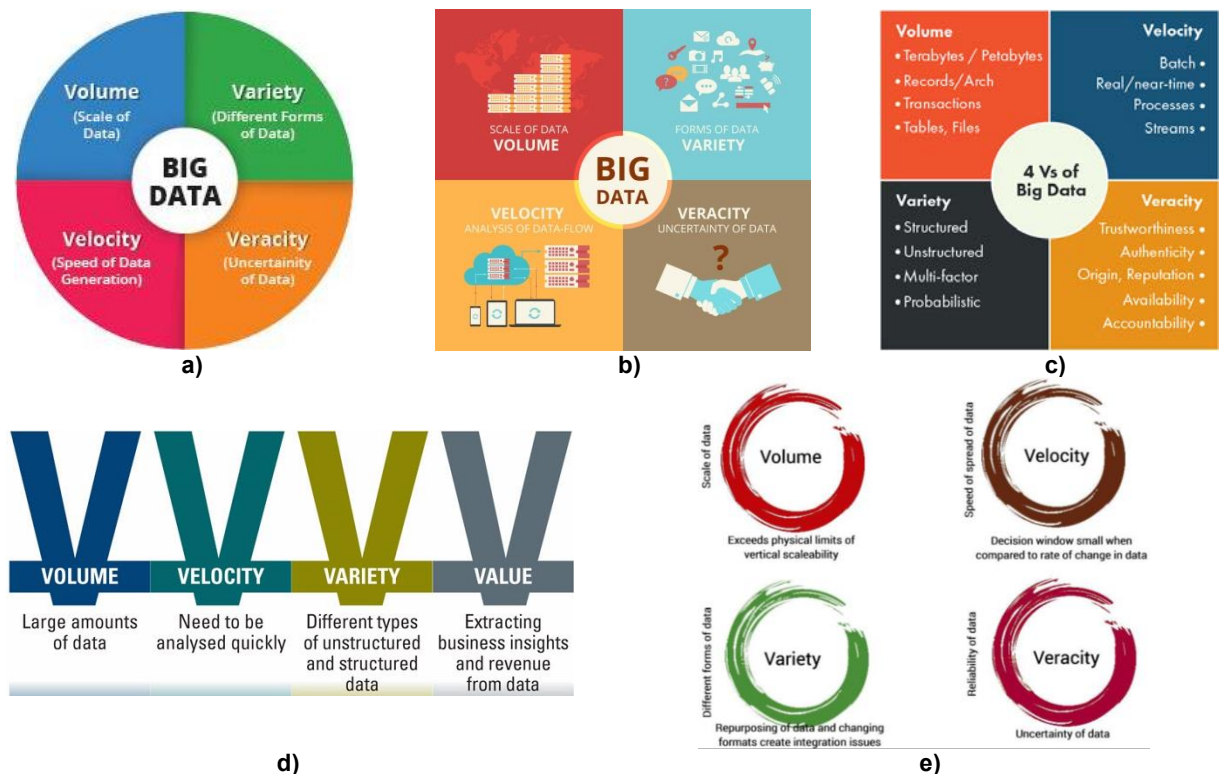 Volume
(Scale of
Data)
Variety
(Different Forms
of Data)
BIG
DATA
Velocity
(Speed of Data
Generation)
Veracity
(Uncertainity
of Data)
a)
SCALE OF DATA
VOLUME
FORMS OF DATA
VARIETY
BIG
DATA
VELOCITY
ANALYSIS OF DATA-FLOW
VERACITY
UNCERTAINTY OF DATA
?
b)
Volume
• Terabytes / Petabytes
• Records/Arch
• Transactions
• Tables, Files
Velocity
Batch •
Real/near-time •
Processes •
Streams •
4 Vs of
Big Data
Variety
• Structured
• Unstructured
• Multi-factor
• Probabilistic
Veracity
Trustworthiness •
Authenticity •
Origin, Reputation •
Availability •
Accountability •
c)
VOLUME
Large amounts
of data
VELOCITY
Need to be
analysed quickly
VARIETY
Different types
of unstructured
and structured
data
VALUE
Extracting
business insights
and revenue
from data
d)
Scale of data
Volume
Exceeds physical limits of
vertical scaleability
Speed of spread of data
Velocity
Decision window small when
compared to rate of change in data
Different forms of data
Variety
Repurposing of data and changing
formats create integration issues
Reliability of data
Veracity
Uncertainty of data
e)